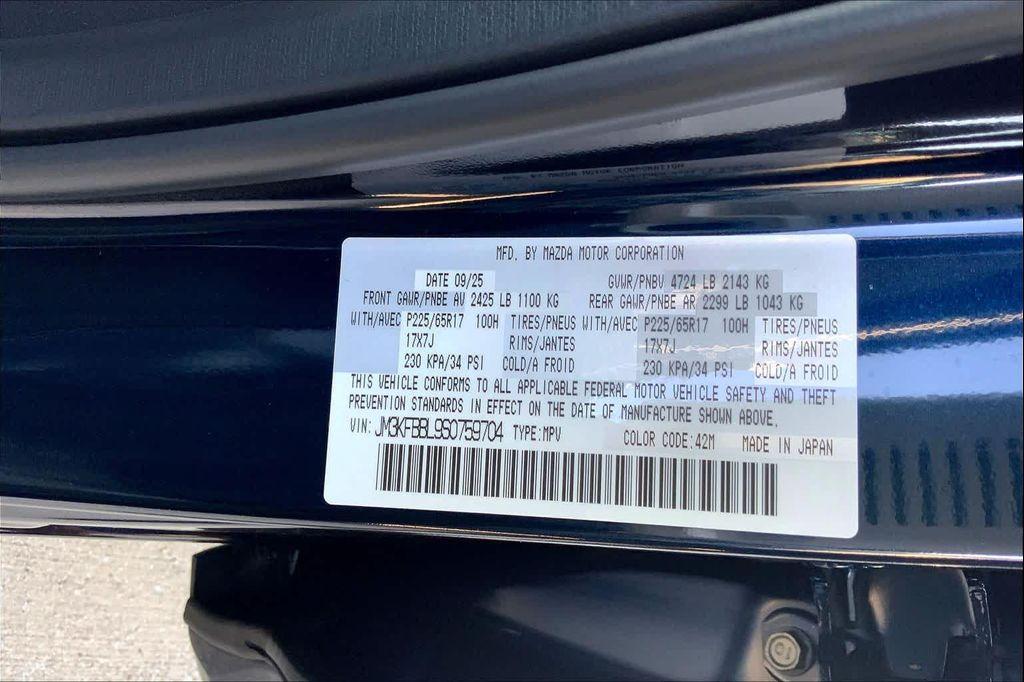 MFD. BY MAZDA MOTOR CORPORATION
DATE 09/25 GVWR/PNBV 4724 LB 2143 KG
FRONT GAWR/PNBE AV 2425 LB 1100 KG REAR GAWR/PNBE AR 2299 LB 1043 KG
WITH/AVEC P225/65R17 100H TIRES/PNEUS WITH/AVEC P225/65R17 100H TIRES/PNEUS
17X7J RIMS/JANTES 17X7J RIMS/JANTES
230 KPA/34 PSI COLD/A FROID 230 KPA/34 PSI COLD/A FROID
THIS VEHICLE CONFORMS TO ALL APPLICABLE FEDERAL MOTOR VEHICLE SAFETY AND THEFT
PREVENTION STANDARDS IN EFFECT ON THE DATE OF MANUFACTURE SHOWN ABOVE.
VIN: JM3KFBBL9S0759704 TYPE:MPV COLOR CODE:42M MADE IN JAPAN